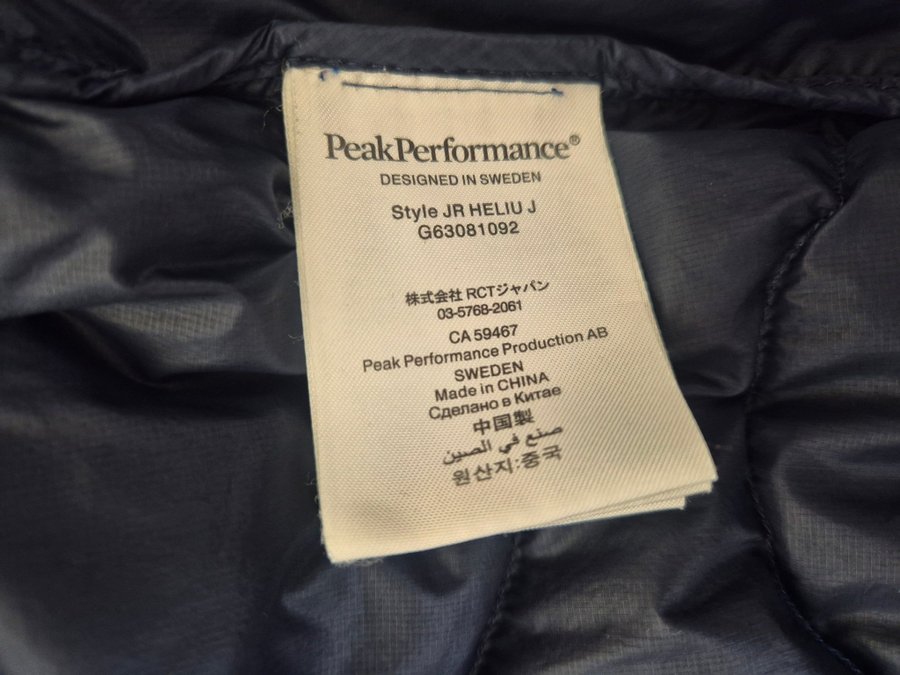 PeakPerformance®
DESIGNED IN SWEDEN
Style JR HELIU J
G63081092
株式会社 RCTジャパン
03-5768-2061
CA 59467
Peak Performance Production AB
SWEDEN
Made in CHINA
Сделано в Китае
中国製
صنع في الصين
원산지:중국